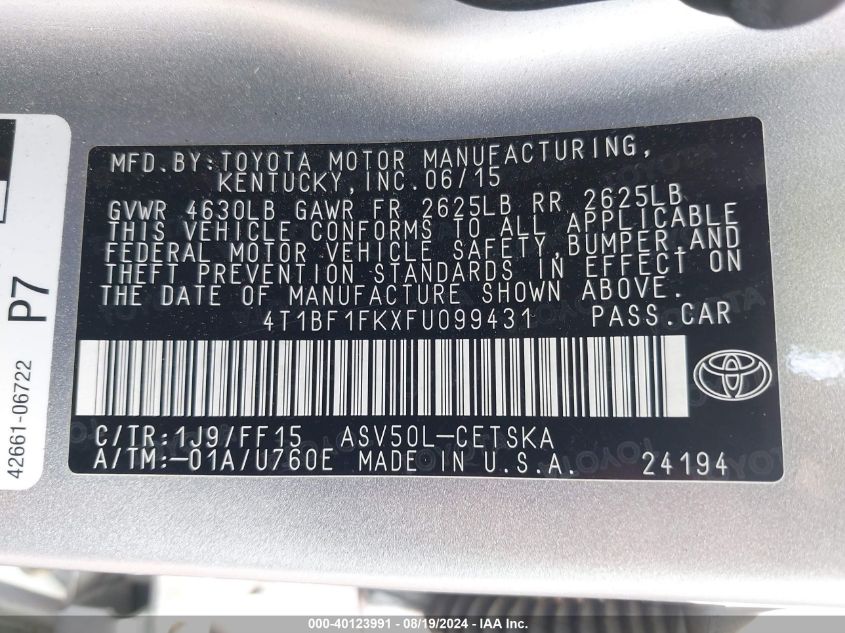 MFD.BY:TOYOTA MOTOR MANUFACTURING,
KENTUCKY,INC.06/15
GVWR 4630LB GAWR FR 2625LB RR 2625LB
THIS VEHICLE CONFORMS TO ALL APPLICABLE
FEDERAL MOTOR VEHICLE SAFETY,BUMPER,AND
THEFT PREVENTION STANDARDS IN EFFECT ON
THE DATE OF MANUFACTURE SHOWN ABOVE.
4T1BF1FKXFU099431 PASS.CAR
C/TR:1J9/FF15 ASV50L-CETSKA
A/TM:-01A/U760E MADE IN U.S.A. 24194
P7
42661-06722
000-40123991 - 08/19/2024 - IAAI.com